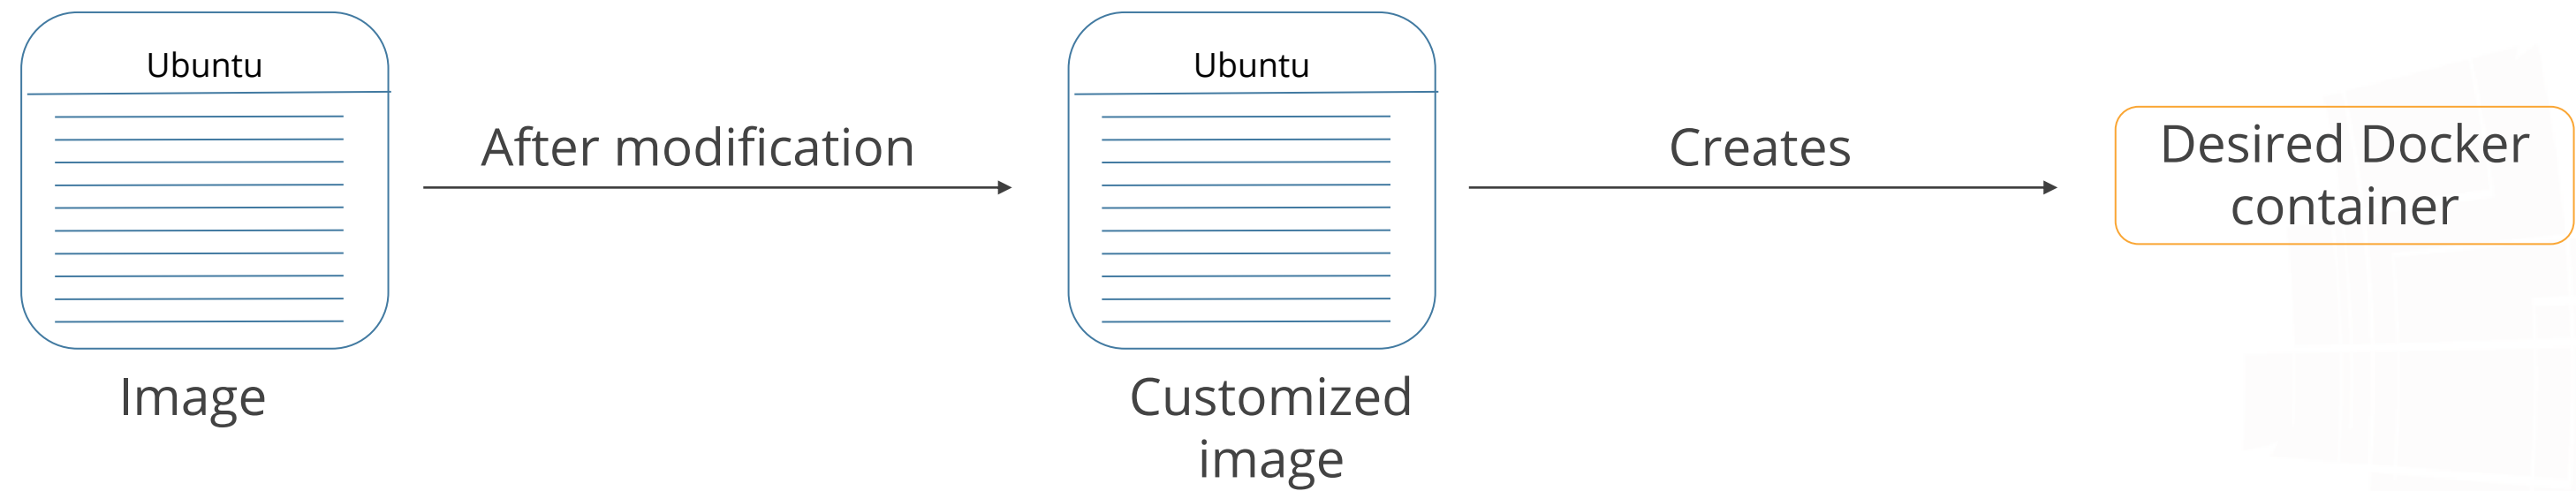 Ubuntu
Image
After modification
Ubuntu
Customized
image
Creates
Desired Docker
container